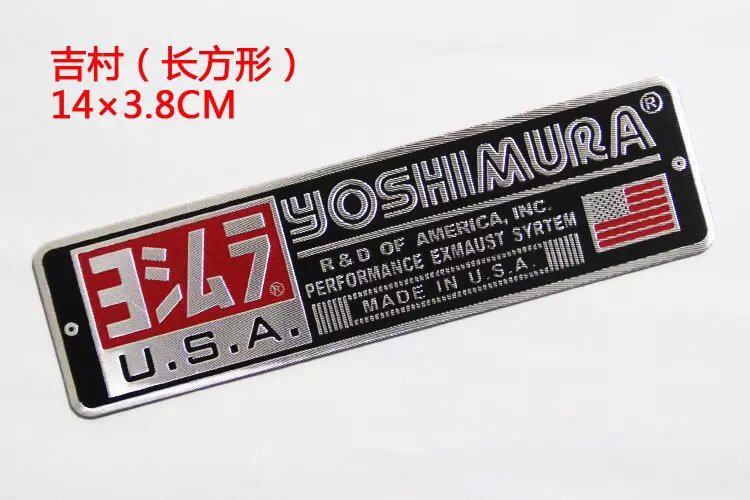 吉村（长方形）
14×3.8CM
YOSHIMURA®
R & D OF AMERICA, INC.
PERFORMANCE EXMAUST SYRTEM
MADE IN U.S.A.
ヨシムラ®
U.S.A.